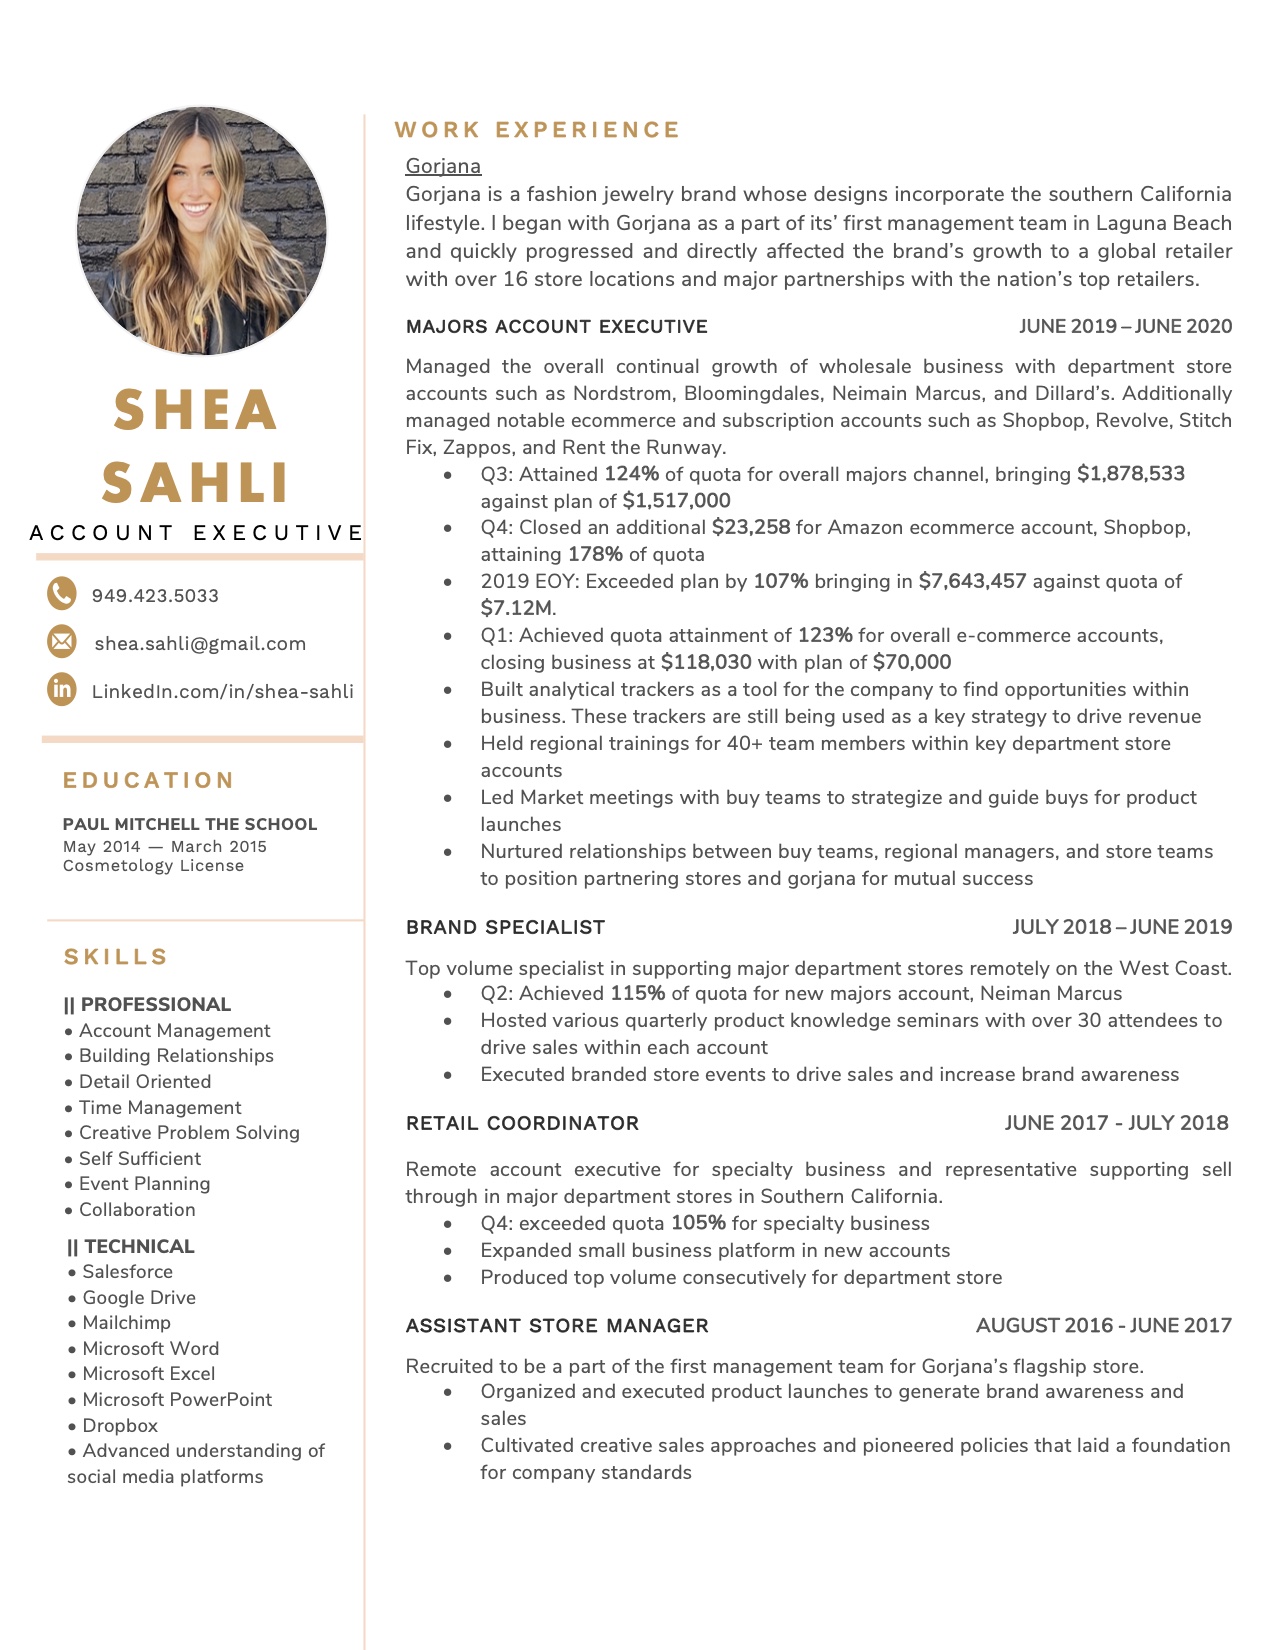 SHEA
SAHLI
ACCOUNT EXECUTIVE
949.423.5033
shea.sahli@gmail.com
in
LinkedIn.com/in/shea-sahli
EDUCATION
PAUL MITCHELL THE SCHOOL
May 2014 — March 2015
Cosmetology License
SKILLS
|| PROFESSIONAL
• Account Management
• Building Relationships
• Detail Oriented
• Time Management
• Creative Problem Solving
• Self Sufficient
• Event Planning
• Collaboration
|| TECHNICAL
• Salesforce
• Google Drive
• Mailchimp
• Microsoft Word
• Microsoft Excel
• Microsoft PowerPoint
• Dropbox
• Advanced understanding of
social media platforms
WORK EXPERIENCE
Gorjana
Gorjana is a fashion jewelry brand whose designs incorporate the southern California
lifestyle. I began with Gorjana as a part of its’ first management team in Laguna Beach
and quickly progressed and directly affected the brand’s growth to a global retailer
with over 16 store locations and major partnerships with the nation’s top retailers.
MAJORS ACCOUNT EXECUTIVE JUNE 2019 – JUNE 2020
Managed the overall continual growth of wholesale business with department store
accounts such as Nordstrom, Bloomingdales, Neimain Marcus, and Dillard’s. Additionally
managed notable ecommerce and subscription accounts such as Shopbop, Revolve, Stitch
Fix, Zappos, and Rent the Runway.
• Q3: Attained 124% of quota for overall majors channel, bringing $1,878,533
against plan of $1,517,000
• Q4: Closed an additional $23,258 for Amazon ecommerce account, Shopbop,
attaining 178% of quota
• 2019 EOY: Exceeded plan by 107% bringing in $7,643,457 against quota of
$7.12M.
• Q1: Achieved quota attainment of 123% for overall e-commerce accounts,
closing business at $118,030 with plan of $70,000
• Built analytical trackers as a tool for the company to find opportunities within
business. These trackers are still being used as a key strategy to drive revenue
• Held regional trainings for 40+ team members within key department store
accounts
• Led Market meetings with buy teams to strategize and guide buys for product
launches
• Nurtured relationships between buy teams, regional managers, and store teams
to position partnering stores and gorjana for mutual success
BRAND SPECIALIST JULY 2018 – JUNE 2019
Top volume specialist in supporting major department stores remotely on the West Coast.
• Q2: Achieved 115% of quota for new majors account, Neiman Marcus
• Hosted various quarterly product knowledge seminars with over 30 attendees to
drive sales within each account
• Executed branded store events to drive sales and increase brand awareness
RETAIL COORDINATOR JUNE 2017 - JULY 2018
Remote account executive for specialty business and representative supporting sell
through in major department stores in Southern California.
• Q4: exceeded quota 105% for specialty business
• Expanded small business platform in new accounts
• Produced top volume consecutively for department store
ASSISTANT STORE MANAGER AUGUST 2016 - JUNE 2017
Recruited to be a part of the first management team for Gorjana’s flagship store.
• Organized and executed product launches to generate brand awareness and
sales
• Cultivated creative sales approaches and pioneered policies that laid a foundation
for company standards